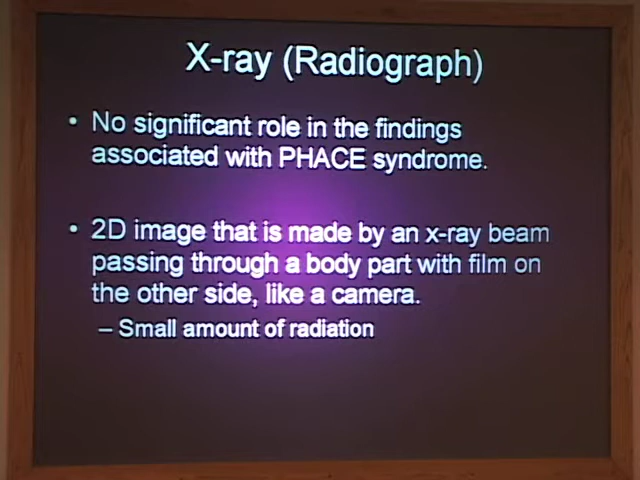 X-ray (Radiograph)
• No significant role in the findings
associated with PHACE syndrome.
• 2D image that is made by an x-ray beam
passing through a body part with film on
the other side, like a camera.
– Small amount of radiation